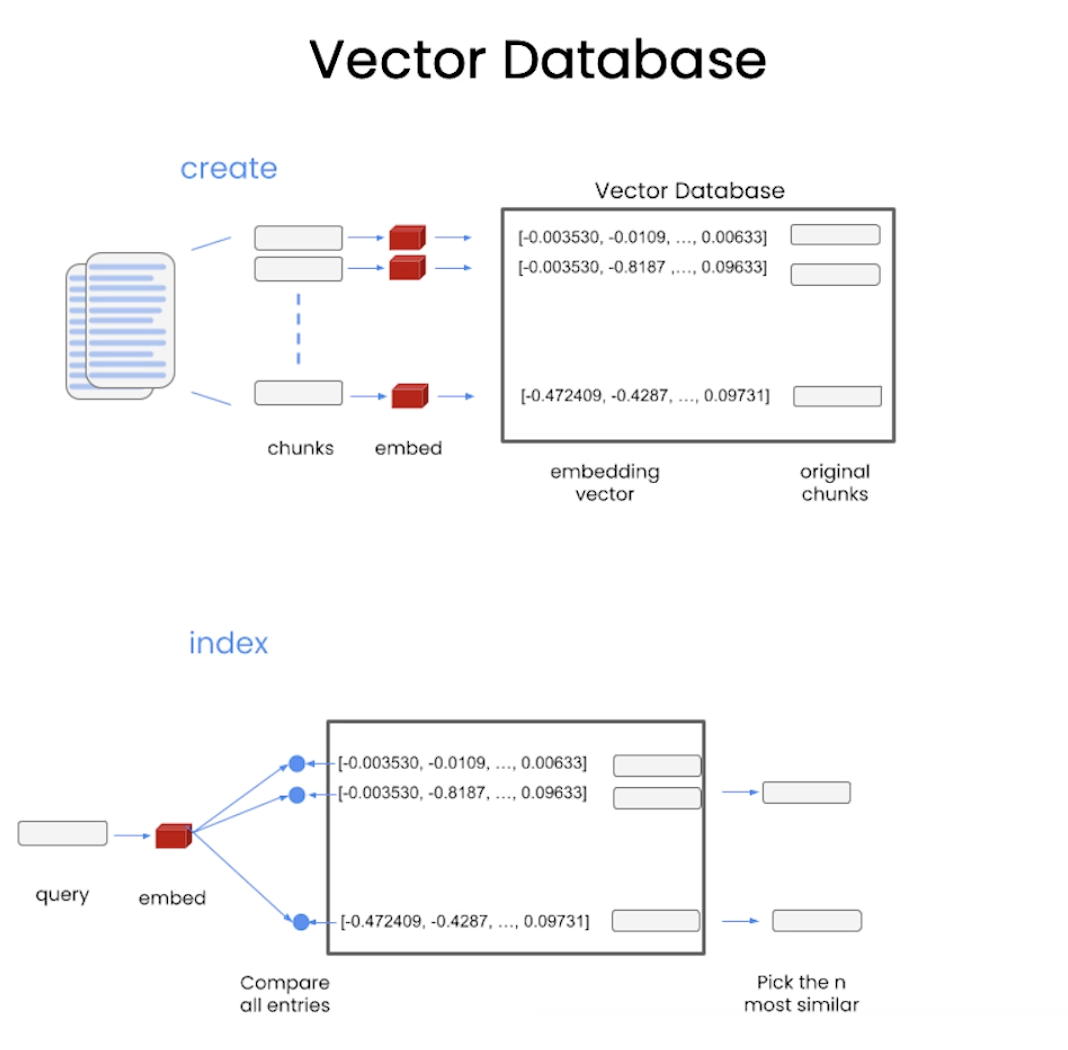 Vector Database
create
Vector Database
[-0.003530, -0.0109, ..., 0.00633]
[-0.003530, -0.8187 ,..., 0.09633]
[-0.472409, -0.4287, ..., 0.09731]
chunks
embed
embedding
vector
original
chunks
index
[-0.003530, -0.0109, ..., 0.00633]
[-0.003530, -0.8187, ..., 0.09633]
query
embed
[-0.472409, -0.4287, ..., 0.09731]
Compare
all entries
Pick the n
most similar